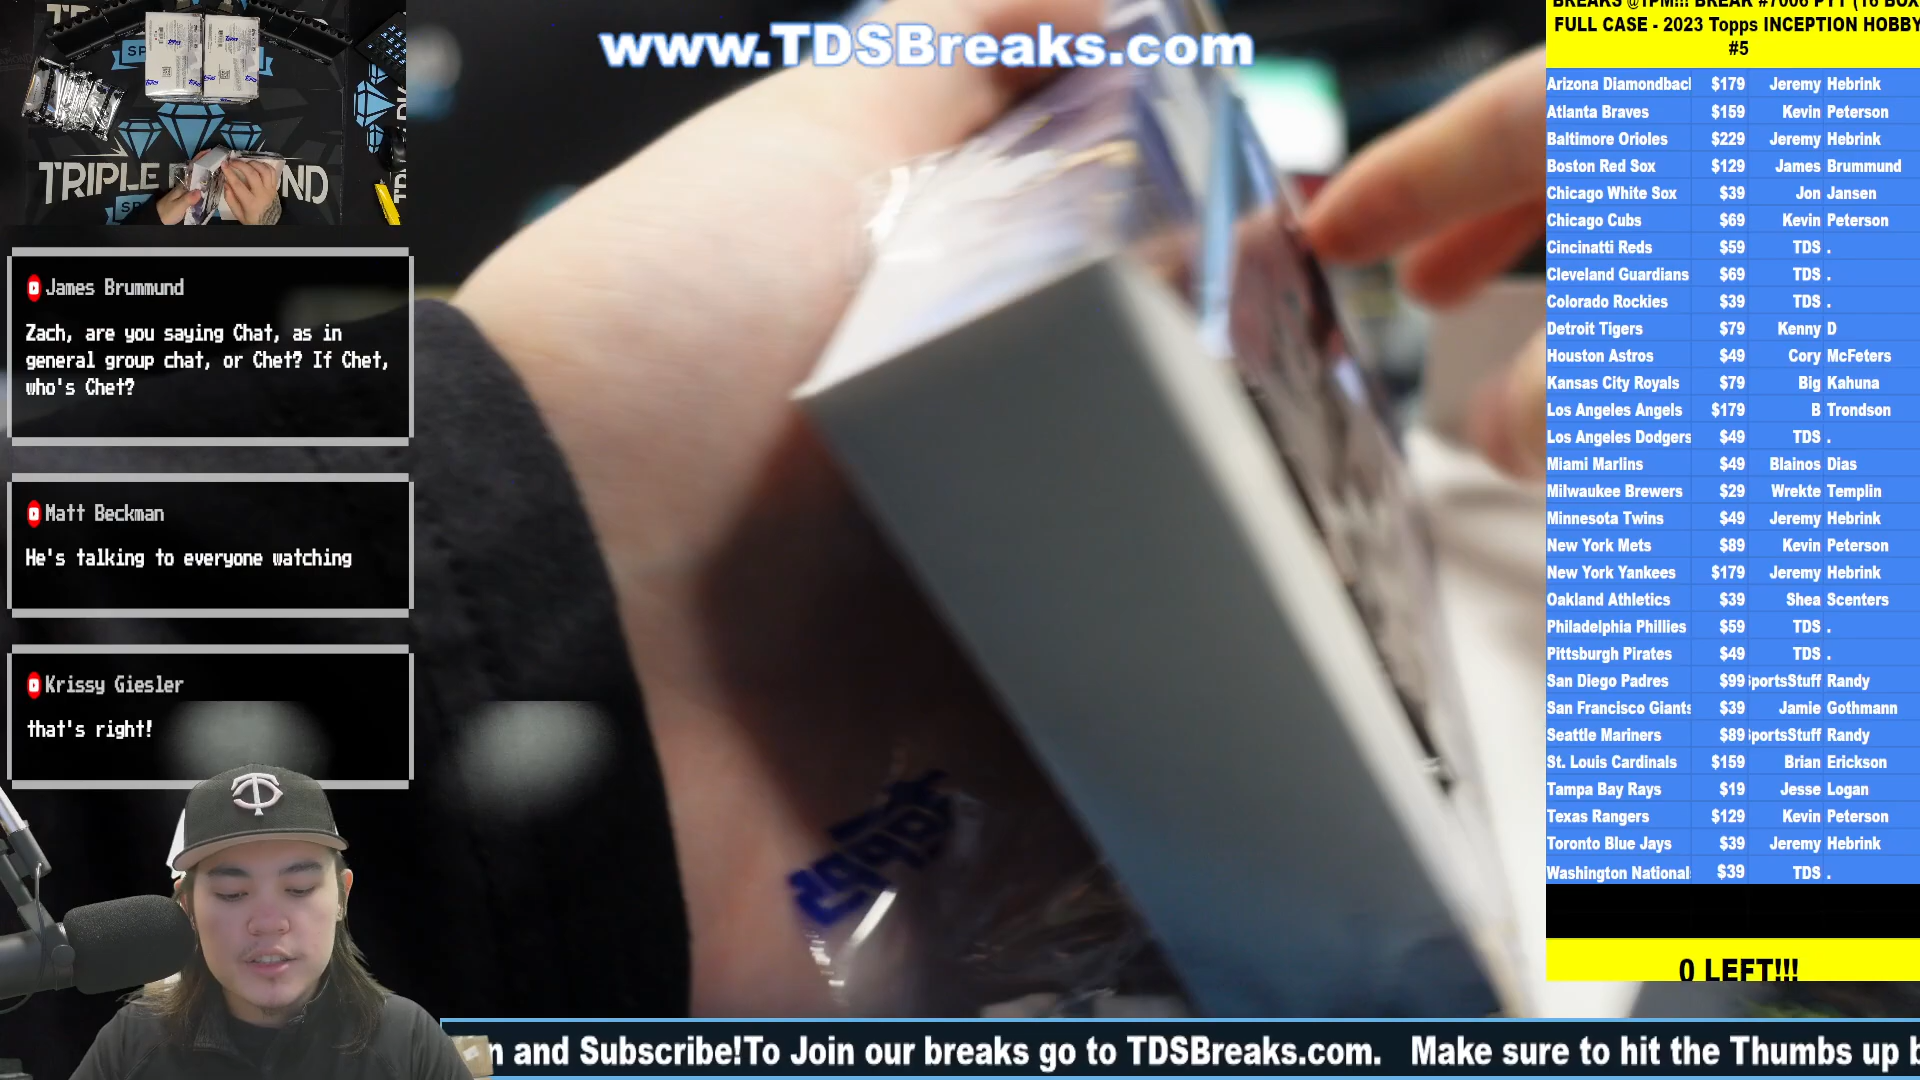 www.TDSBreaks.com
TRIPLE
James Brummund
Zach, are you saying Chat, as in
general group chat, or Chet? If Chet,
who's Chet?
Matt Beckman
He's talking to everyone watching
Krissy Giesler
that's right!
topps
FULL CASE - 2023 Topps INCEPTION HOBBY
#5
Arizona Diamondbacl $179 Jeremy Hebrink
Atlanta Braves $159 Kevin Peterson
Baltimore Orioles $229 Jeremy Hebrink
Boston Red Sox $129 James Brummund
Chicago White Sox $39 Jon Jansen
Chicago Cubs $69 Kevin Peterson
Cincinatti Reds $59 TDS .
Cleveland Guardians $69 TDS .
Colorado Rockies $39 TDS .
Detroit Tigers $79 Kenny D
Houston Astros $49 Cory McFeters
Kansas City Royals $79 Big Kahuna
Los Angeles Angels $179 B Trondson
Los Angeles Dodgers $49 TDS .
Miami Marlins $49 Blainos Dias
Milwaukee Brewers $29 Wrekte Templin
Minnesota Twins $49 Jeremy Hebrink
New York Mets $89 Kevin Peterson
New York Yankees $179 Jeremy Hebrink
Oakland Athletics $39 Shea Scenters
Philadelphia Phillies $59 TDS .
Pittsburgh Pirates $49 TDS .
San Diego Padres $99 portsStuff Randy
San Francisco Giants $39 Jamie Gothmann
Seattle Mariners $89 portsStuff Randy
St. Louis Cardinals $159 Brian Erickson
Tampa Bay Rays $19 Jesse Logan
Texas Rangers $129 Kevin Peterson
Toronto Blue Jays $39 Jeremy Hebrink
Washington National $39 TDS .
0 LEFT!!!
n and Subscribe!To Join our breaks go to TDSBreaks.com. Make sure to hit the Thumbs up b